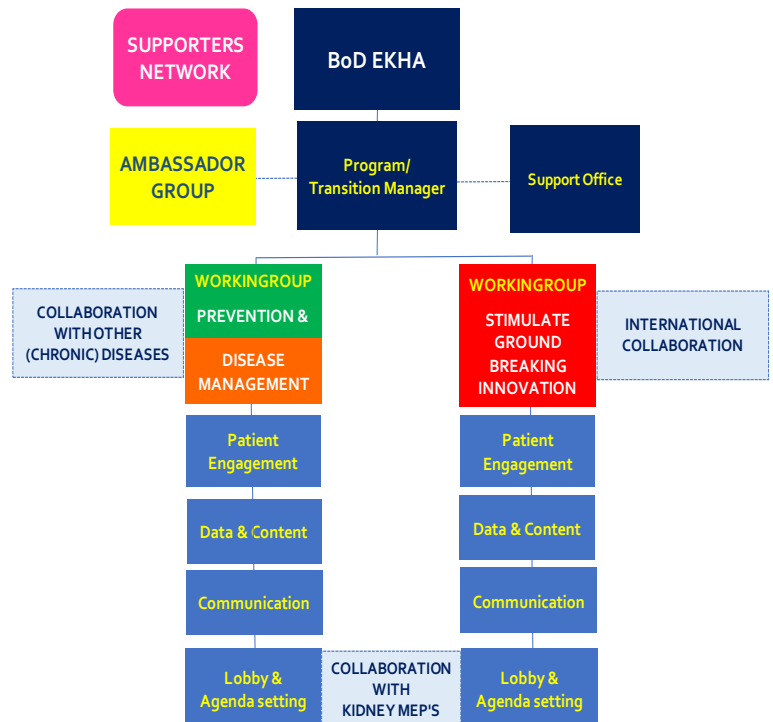 SUPPORTERS
NETWORK
BoD EKHA
AMBASSADOR
GROUP
Program/
Transition Manager
Support Office
WORKINGROUP
PREVENTION &
DISEASE
MANAGEMENT
COLLABORATION
WITH OTHER
(CHRONIC) DISEASES
WORKINGROUP
STIMULATE
GROUND
BREAKING
INNOVATION
INTERNATIONAL
COLLABORATION
Patient
Engagement
Data & Content
Communication
Lobby &
Agenda setting
Patient
Engagement
Data & Content
Communication
Lobby &
Agenda setting
COLLABORATION
WITH
KIDNEY MEP'S